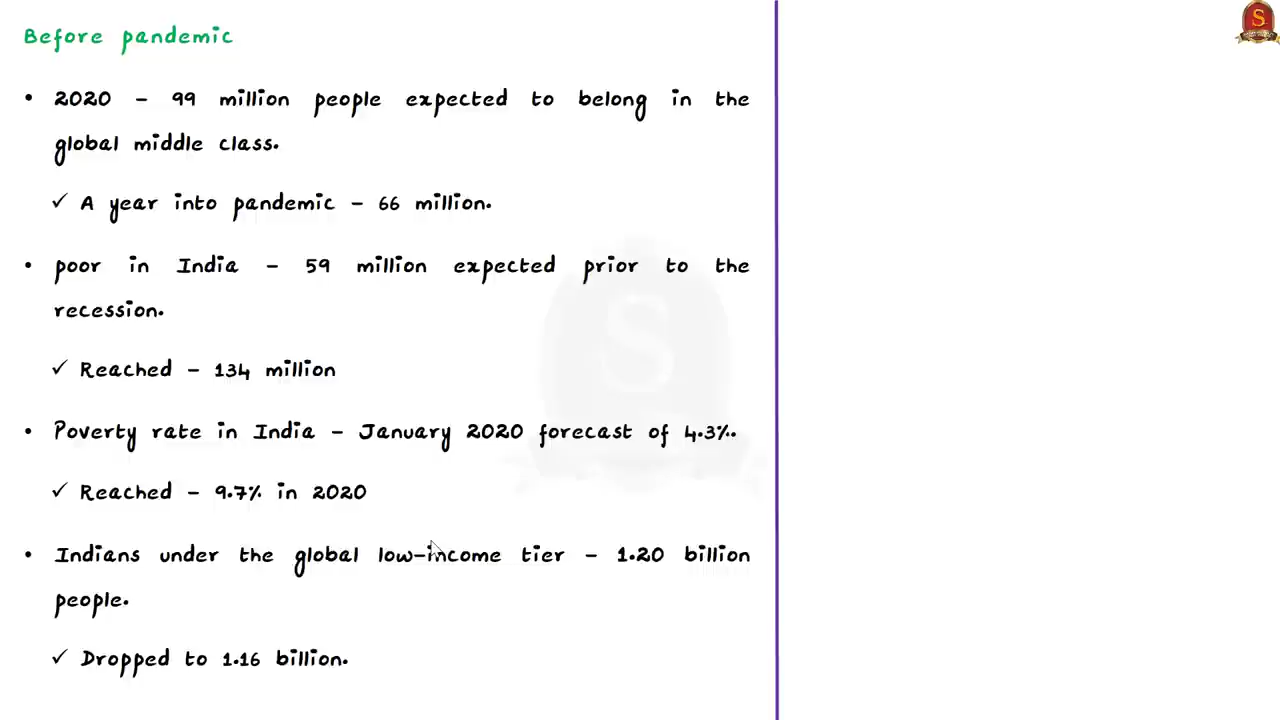 Before pandemic
• 2020 - 99 million people expected to belong in the
global middle class.
✓ A year into pandemic - 66 million.
• poor in India - 59 million expected prior to the
recession.
✓ Reached - 134 million
• Poverty rate in India - January 2020 forecast of 4.3%.
✓ Reached - 9.7% in 2020
• Indians under the global low-income tier - 1.20 billion
people.
✓ Dropped to 1.16 billion.
S
S